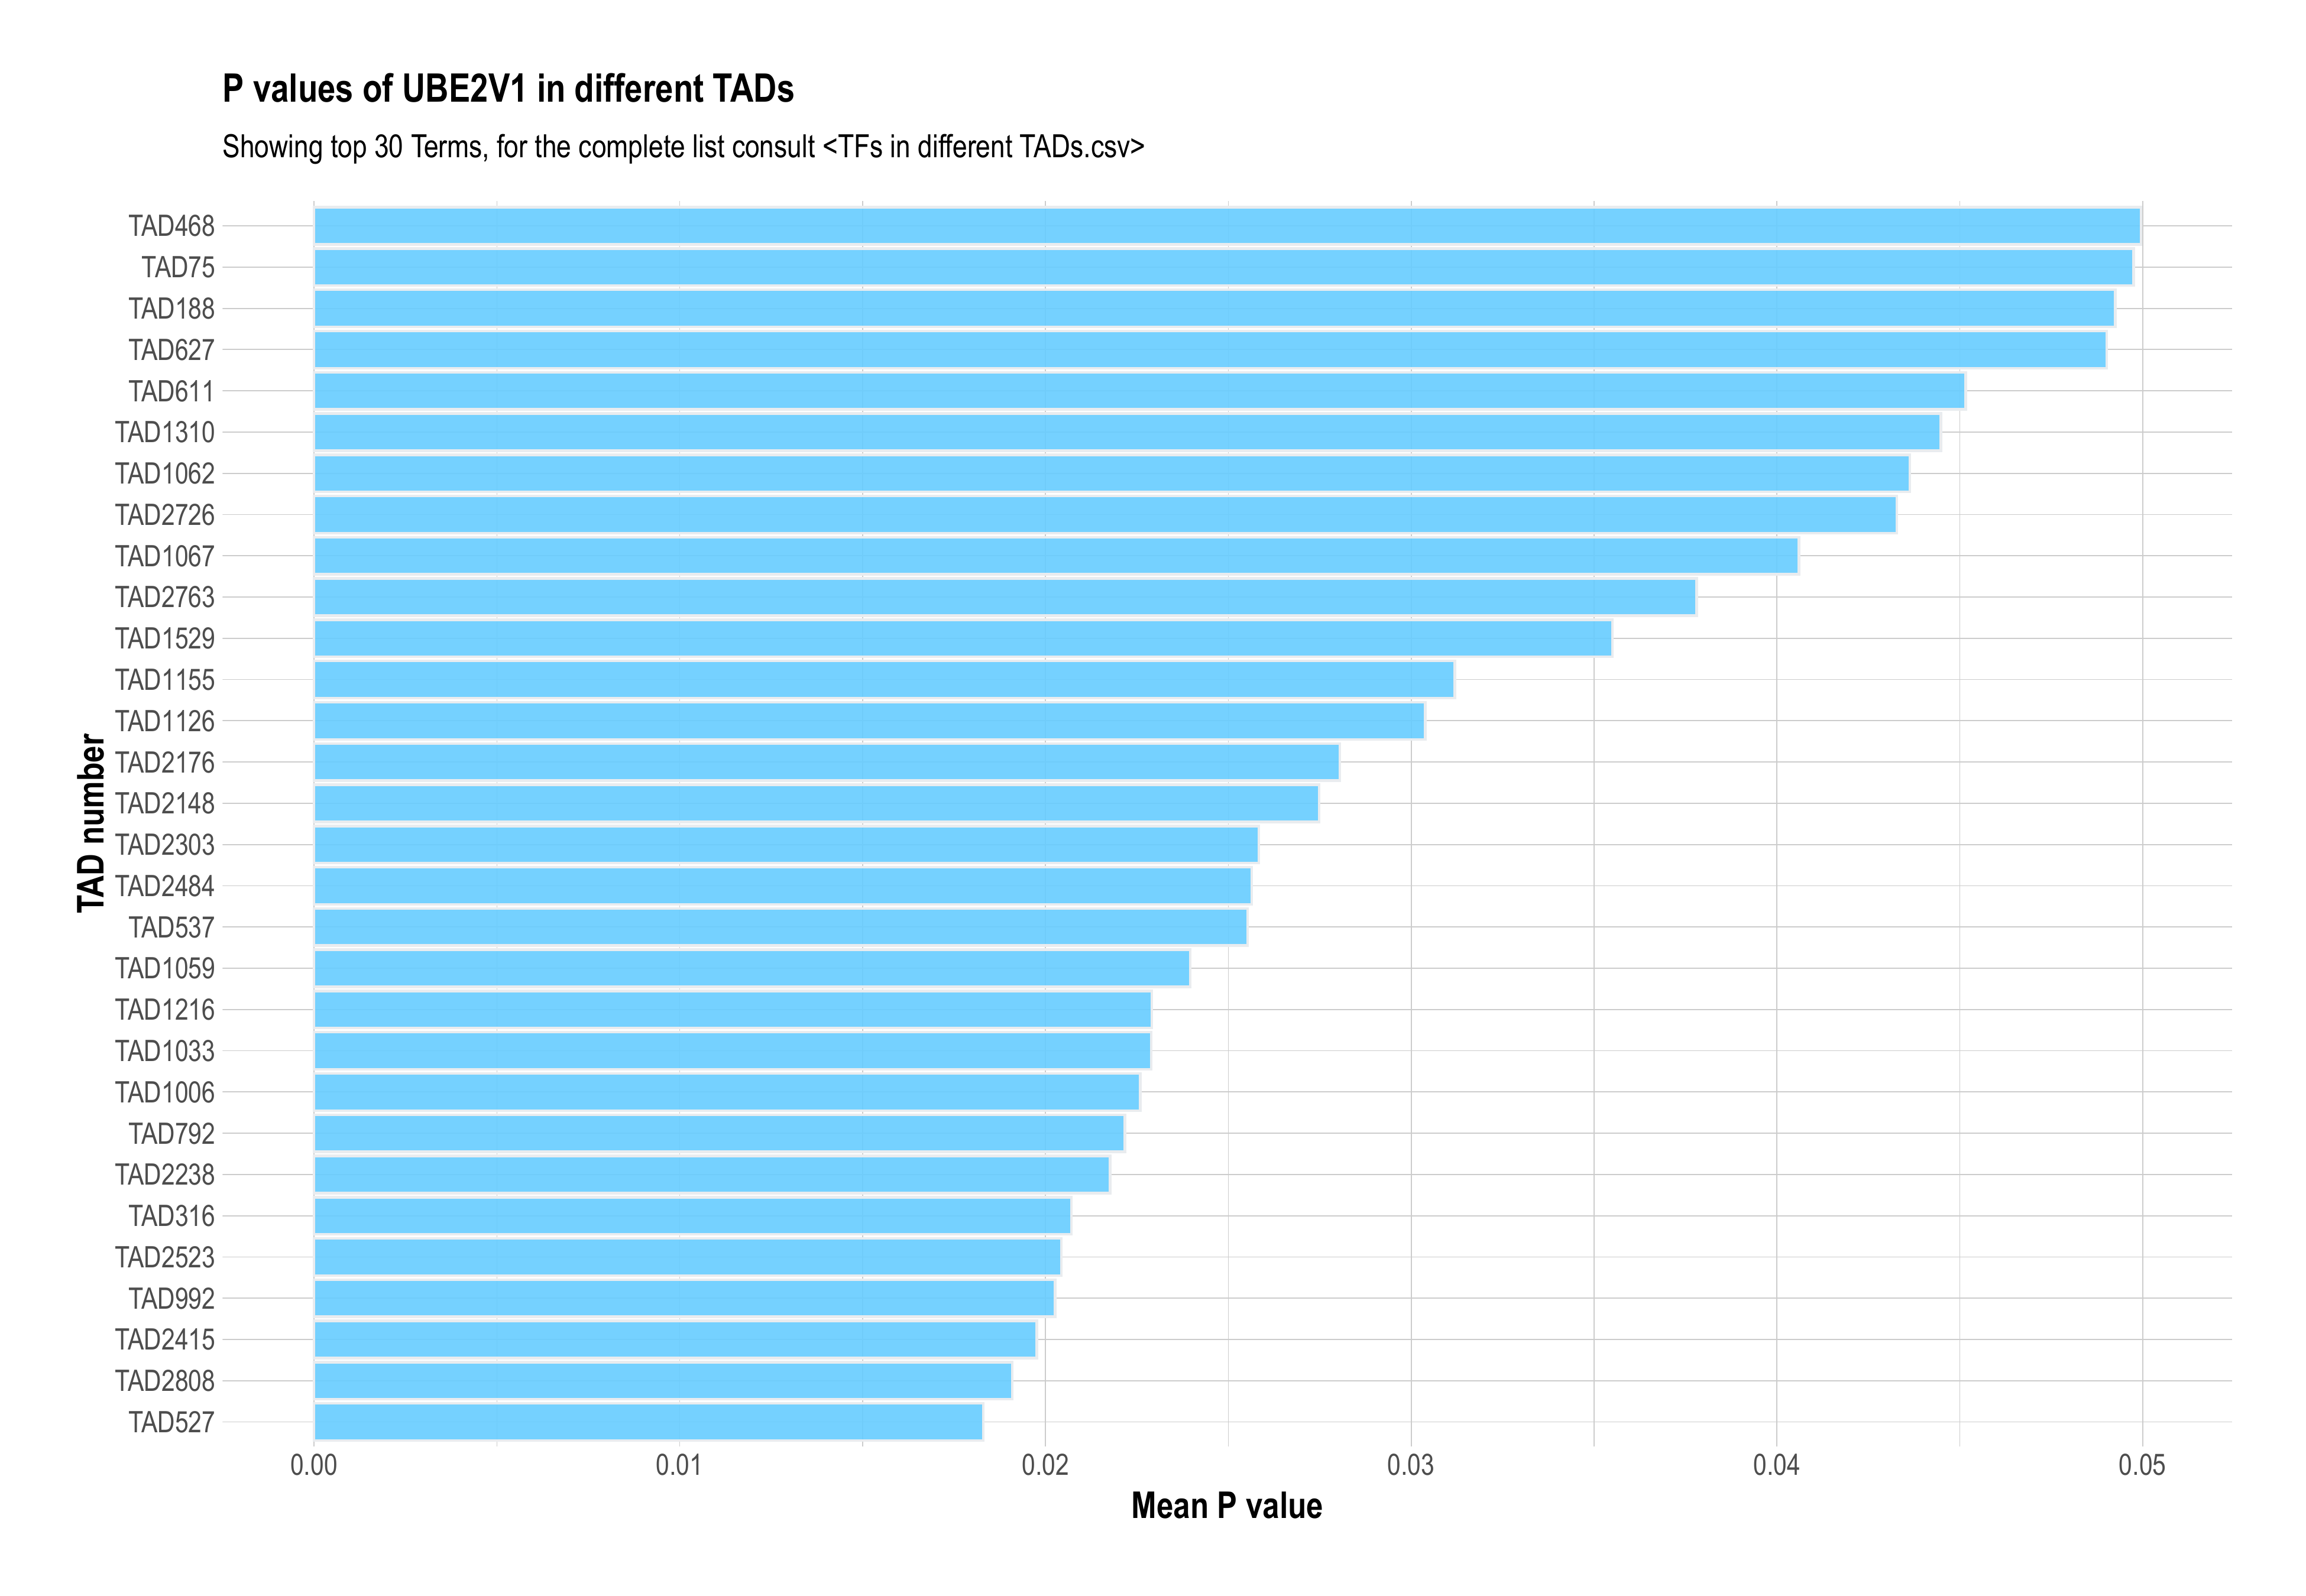 P values of UBE2V1 in different TADs
Showing top 30 Terms, for the complete list consult <TFs in different TADs.csv>
TAD468
TAD75
TAD188
TAD627
TAD611
TAD1310
TAD1062
TAD2726
TAD1067
TAD2763
TAD1529
TAD1155
TAD1126
TAD2176
TAD2148
TAD2303
TAD2484
TAD537
TAD1059
TAD1216
TAD1033
TAD1006
TAD792
TAD2238
TAD316
TAD2523
TAD992
TAD2415
TAD2808
TAD527
TAD number
0.00 0.01 0.02 0.03 0.04 0.05
Mean P value